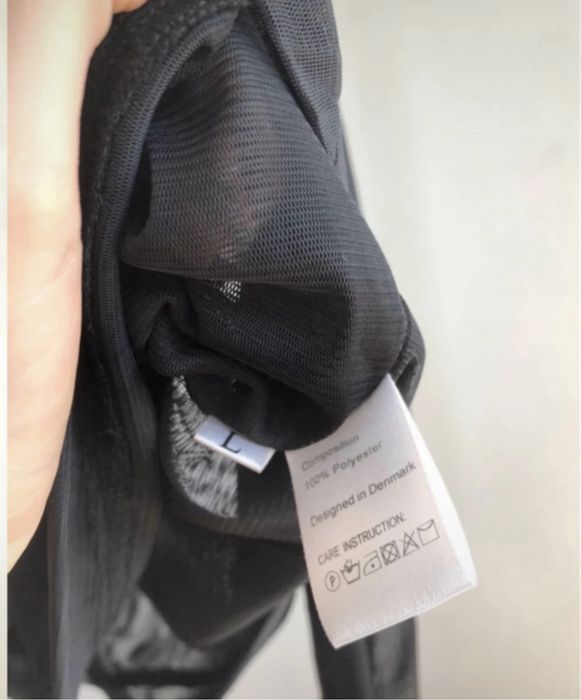 L
Composition
100% Polyester
Designed in Denmark
CARE INSTRUCTION:
P